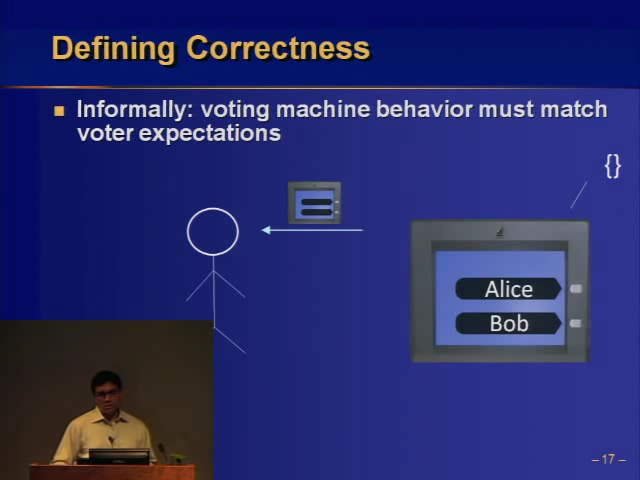 Defining Correctness
Informally: voting machine behavior must match
voter expectations
{}
Alice
Bob
– 17 –